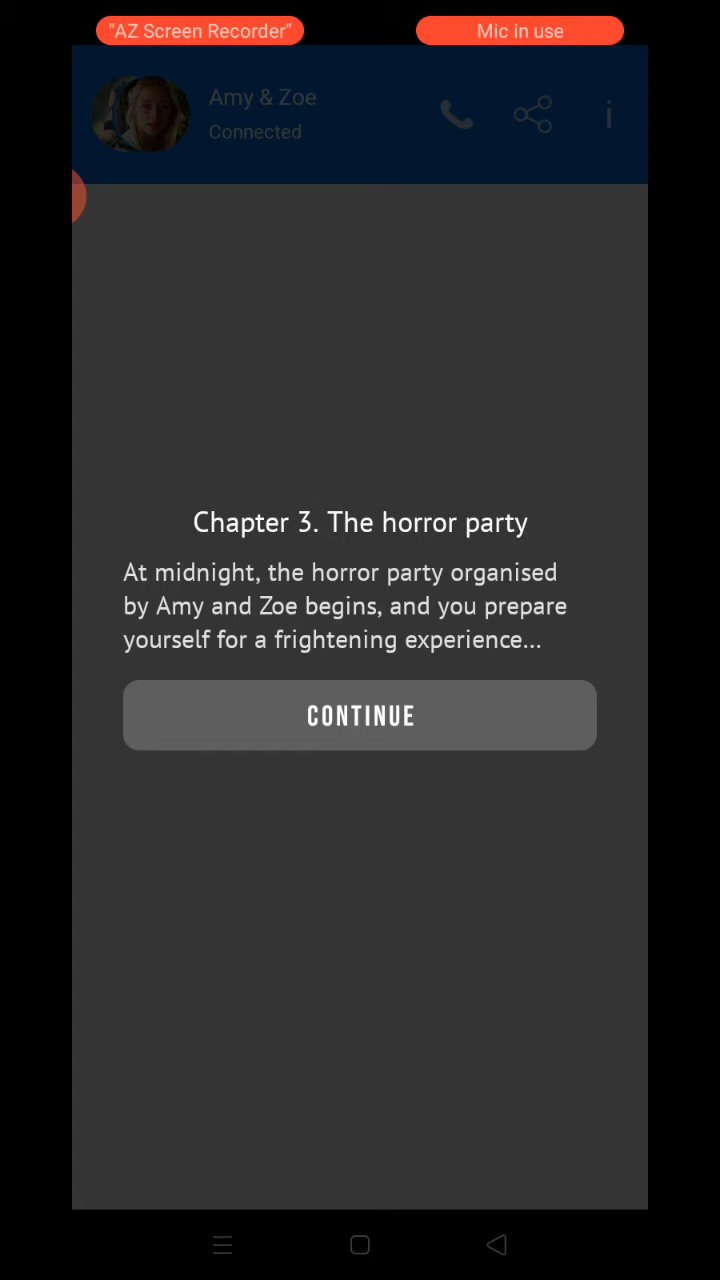 "AZ Screen Recorder" Mic in use
Amy & Zoe
Connected
Chapter 3. The horror party
At midnight, the horror party organised
by Amy and Zoe begins, and you prepare
yourself for a frightening experience...
CONTINUE